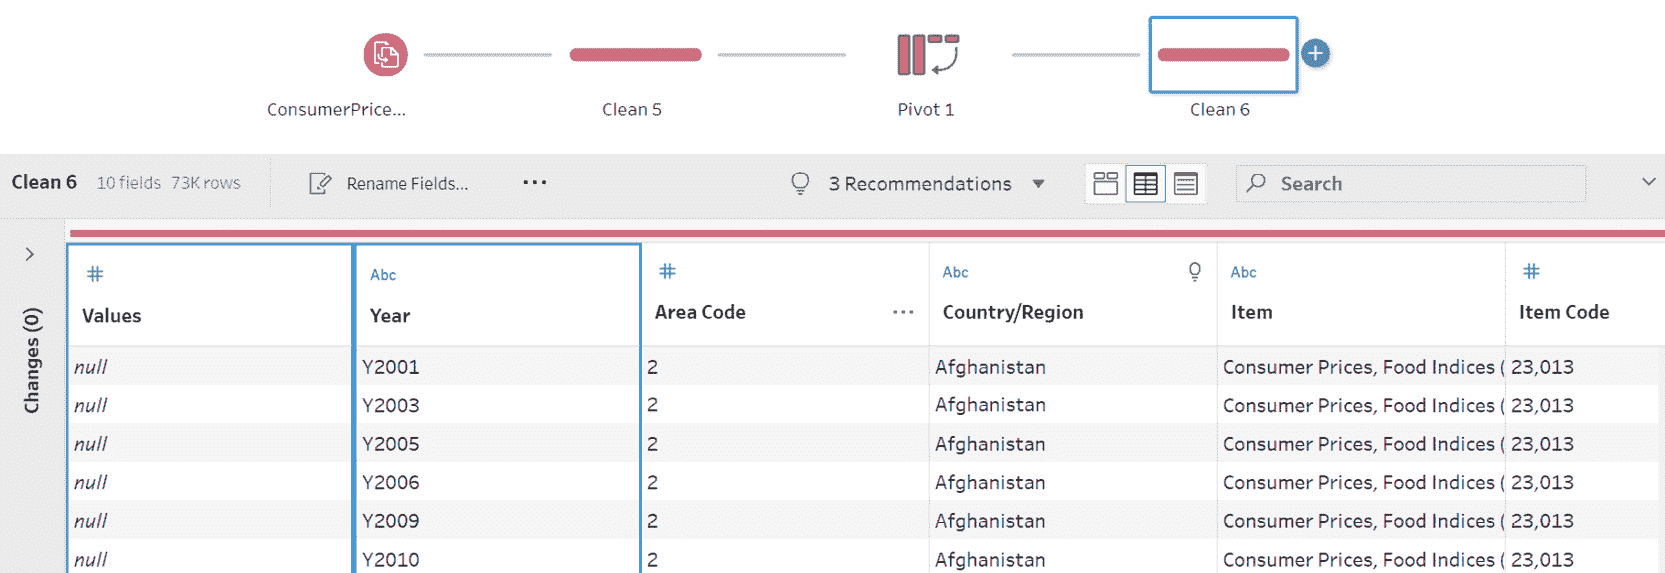 ConsumerPrice... Clean 5 Pivot 1 Clean 6
Clean 6 10 fields 73K rows Rename Fields... ... 3 Recommendations Search
Changes (0)
# Abc # Abc Abc #
Values Year Area Code ... Country/Region Item Item Code
null Y2001 2 Afghanistan Consumer Prices, Food Indices ( 23,013
null Y2003 2 Afghanistan Consumer Prices, Food Indices ( 23,013
null Y2005 2 Afghanistan Consumer Prices, Food Indices ( 23,013
null Y2006 2 Afghanistan Consumer Prices, Food Indices ( 23,013
null Y2009 2 Afghanistan Consumer Prices, Food Indices ( 23,013
null Y2010 2 Afghanistan Consumer Prices, Food Indices ( 23,013